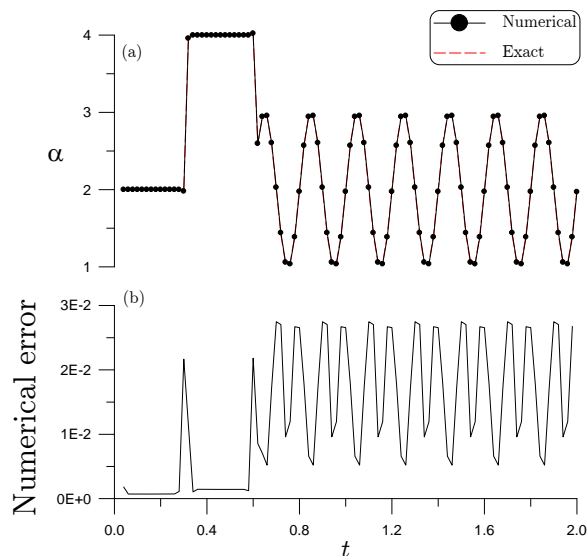 Numerical
Exact
(a)
4
3
2
1
α
(b)
3E-2
2E-2
1E-2
0E+0
Numerical error
0.0 0.4 0.8 1.2 1.6 2.0
t